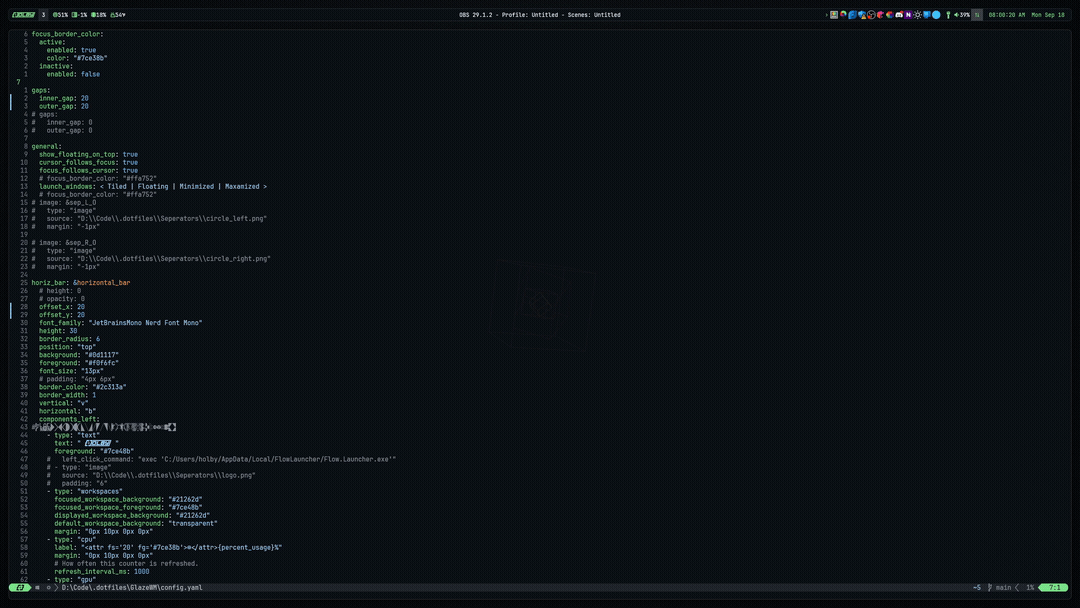 3 51% -1% 18% 54▼ OBS 29.1.2 - Profile: Untitled - Scenes: Untitled 39% 08:00:20 AM Mon Sep 18
6 focus_border_color:
5 active:
4 enabled: true
3 color: "#7ce38b"
2 inactive:
1 enabled: false
7
1 gaps:
2 inner_gap: 20
3 outer_gap: 20
4 # gaps:
5 # inner_gap: 0
6 # outer_gap: 0
7
8 general:
9 show_floating_on_top: true
10 cursor_follows_focus: true
11 focus_follows_cursor: true
12 # focus_border_color: "#ffa752"
13 launch_windows: < Tiled | Floating | Minimized | Maxamized >
14 # focus_border_color: "#ffa752"
15 # image: &sep_L_O
16 # type: "image"
17 # source: "D:\\Code\\.dotfiles\\Seperators\\circle_left.png"
18 # margin: "-1px"
19
20 # image: &sep_R_O
21 # type: "image"
22 # source: "D:\\Code\\.dotfiles\\Seperators\\circle_right.png"
23 # margin: "-1px"
24
25 horiz_bar: &horizontal_bar
26 # height: 0
27 # opacity: 0
28 offset_x: 20
29 offset_y: 20
30 font_family: "JetBrainsMono Nerd Font Mono"
31 height: 30
32 border_radius: 6
33 position: "top"
34 background: "#0d1117"
35 foreground: "#f0f6fc"
36 font_size: "13px"
37 # padding: "4px 6px"
38 border_color: "#2c313a"
39 border_width: 1
40 vertical: "v"
41 horizontal: "b"
42 components_left:
43
44 - type: "text"
45 text: " "
46 foreground: "#7ce48b"
47 # left_click_command: "exec 'C:/Users/holby/AppData/Local/FlowLauncher/Flow.Launcher.exe'"
48 # - type: "image"
49 # source: "D:\\Code\\.dotfiles\\Seperators\\logo.png"
50 # padding: "6"
51 - type: "workspaces"
52 focused_workspace_background: "#21262d"
53 focused_workspace_foreground: "#7ce48b"
54 displayed_workspace_background: "#21262d"
55 default_workspace_background: "transparent"
56 margin: "0px 10px 0px 0px"
57 - type: "cpu"
58 label: "<attr fs='20' fg='#7ce38b'></attr>{percent_usage}%"
59 margin: "0px 10px 0px 0px"
60 # How often this counter is refreshed.
61 refresh_interval_ms: 1000
62 - type: "gpu"
D:\Code\.dotfiles\GlazeWM\config.yaml ~5 main 1% 7:1